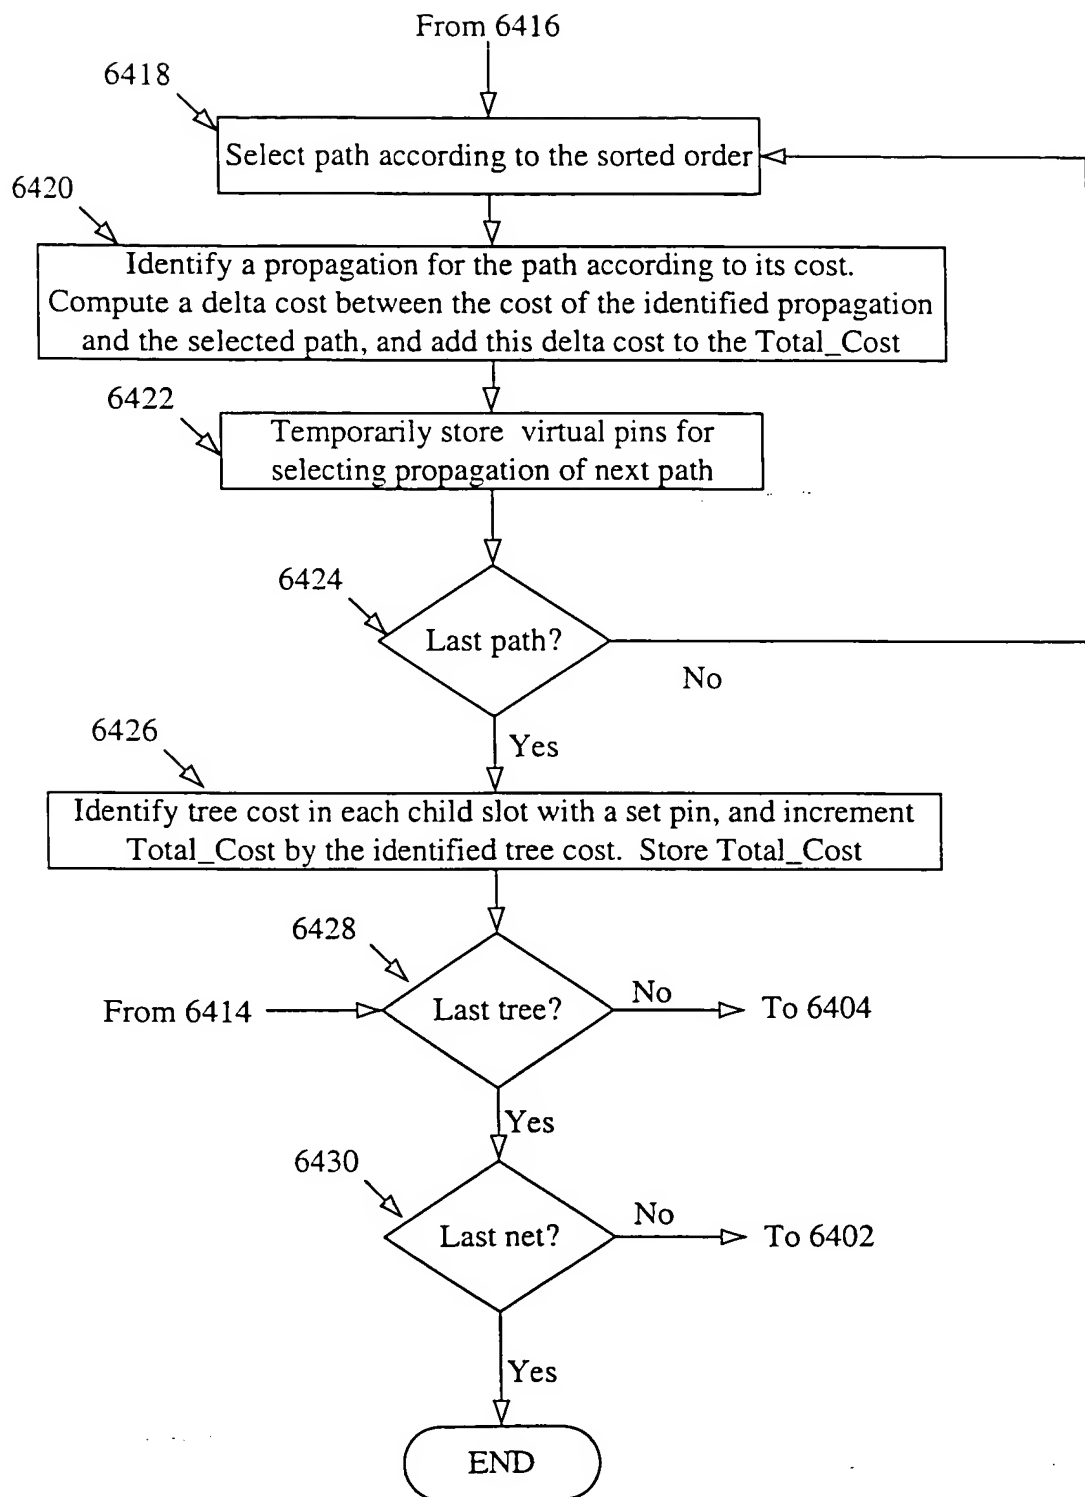 From 6416
6418
Select path according to the sorted order
6420
Identify a propagation for the path according to its cost.
Compute a delta cost between the cost of the identified propagation
and the selected path, and add this delta cost to the Total_Cost
6422
Temporarily store virtual pins for
selecting propagation of next path
6424
Last path?
No
Yes
6426
Identify tree cost in each child slot with a set pin, and increment
Total_Cost by the identified tree cost. Store Total_Cost
6428
From 6414
Last tree?
No
To 6404
Yes
6430
Last net?
No
To 6402
Yes
END